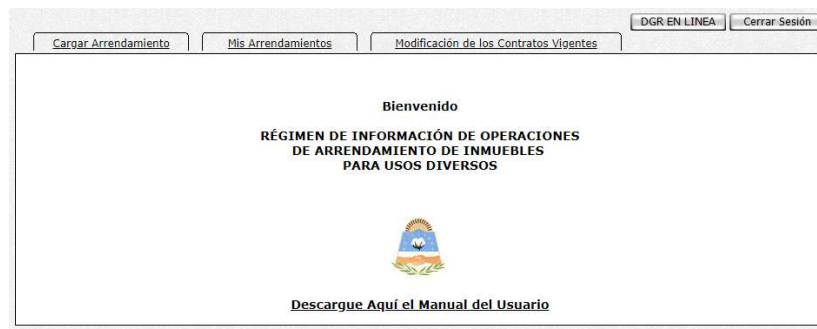 DGR EN LINEA Cerrar Sesión
Cargar Arrendamiento Mis Arrendamientos Modificación de los Contratos Vigentes
Bienvenido
RÉGIMEN DE INFORMACIÓN DE OPERACIONES
DE ARRENDAMIENTO DE INMUEBLES
PARA USOS DIVERSOS
Descargue Aquí el Manual del Usuario